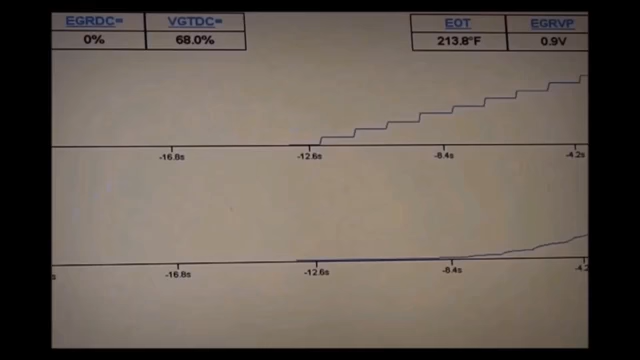 EGRDC= VGTDC= EOT EGRVP
0% 68.0% 213.8°F 0.9V
-16.8s -12.6s -8.4s -4.2s
s -16.8s -12.6s -8.4s -4.2